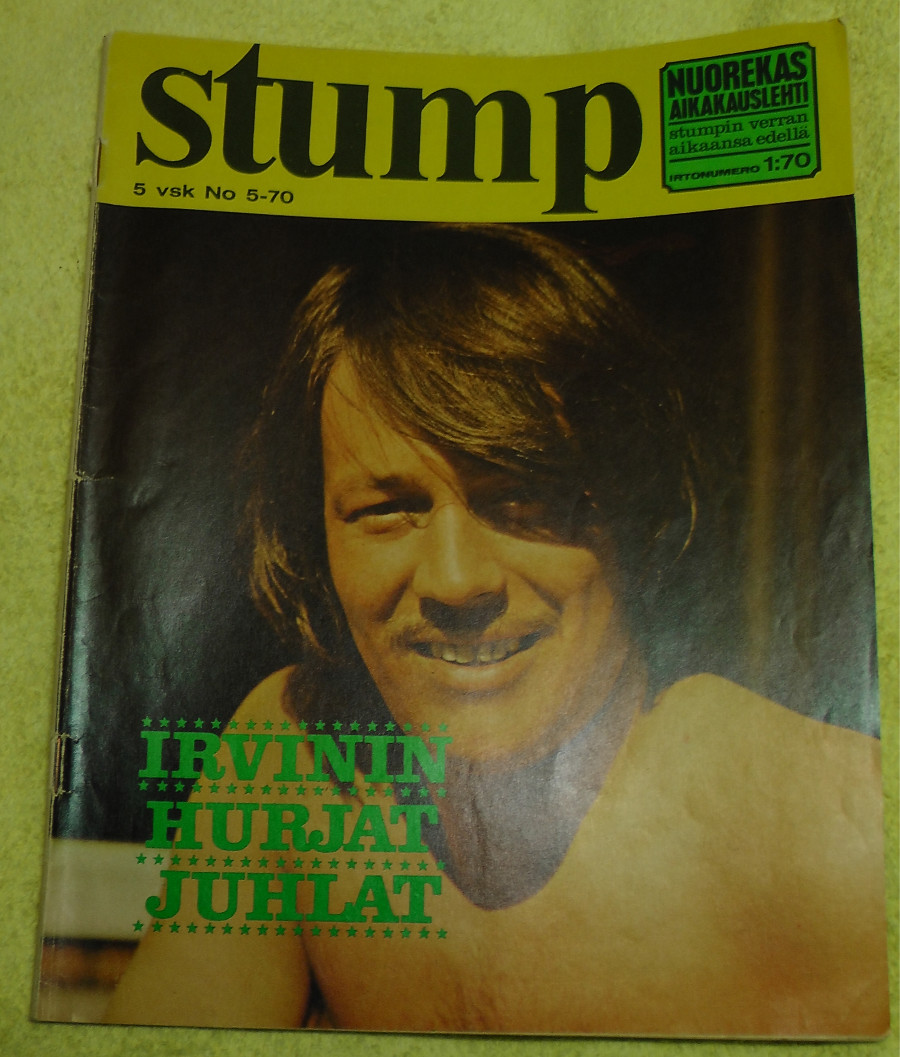 stump
5 vsk No 5-70
NUOREKAS
AIKAKAUSLEHTI
stumpin verran
aikaansa edellä
IRTONUMERO 1:70
IRVININ
HURJAT
JUHLAT